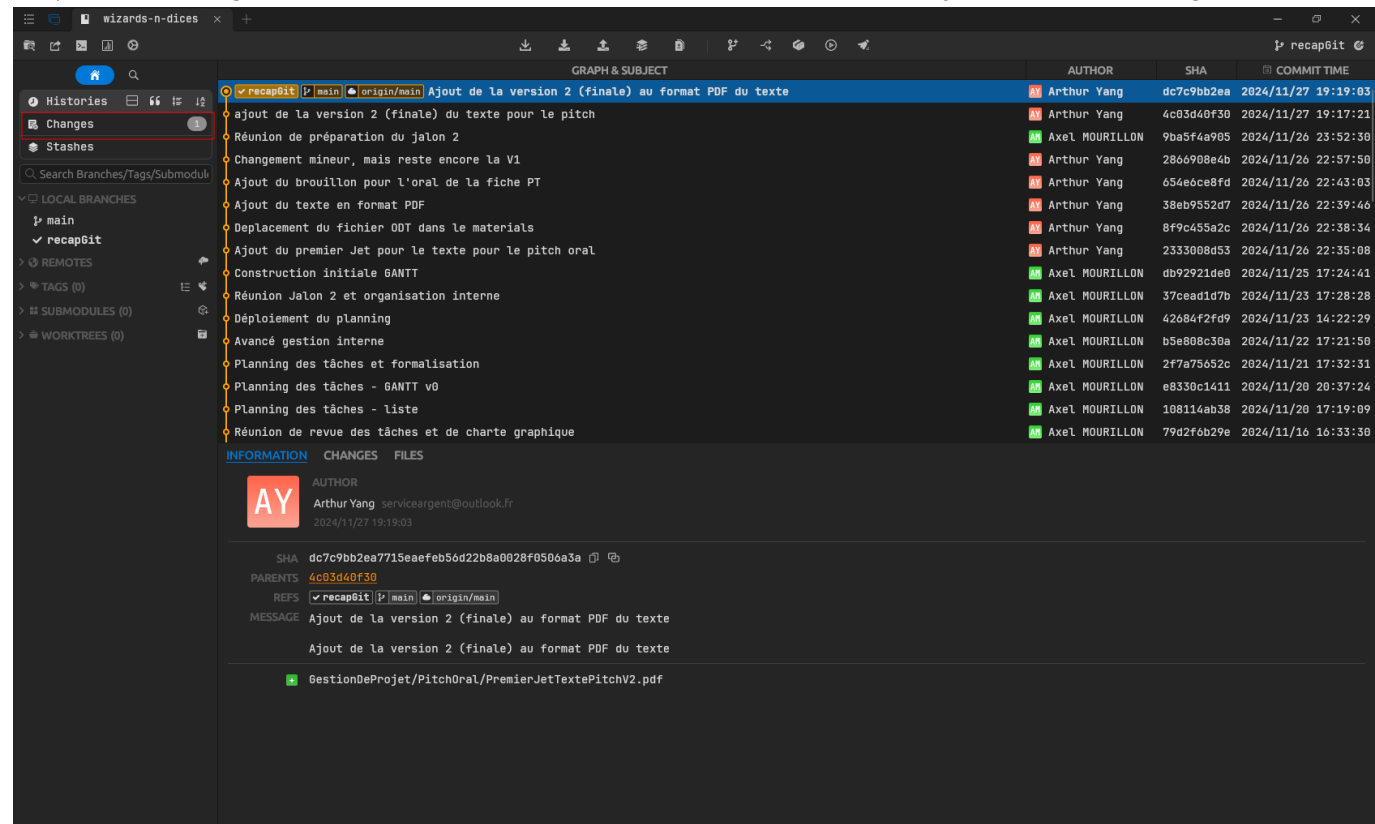 wizards-n-dices
recapGit
GRAPH & SUBJECT AUTHOR SHA COMMIT TIME
Histories
Changes 1
Stashes
Search Branches/Tags/Submodul
LOCAL BRANCHES
main
recapGit
REMOTES
TAGS (0)
SUBMODULES (0)
WORKTREES (0)
recapGit main origin/main Ajout de la version 2 (finale) au format PDF du texte AY Arthur Yang dc7c9bb2ea 2024/11/27 19:19:03
ajout de la version 2 (finale) du texte pour le pitch AY Arthur Yang 4c03d40f30 2024/11/27 19:17:21
Réunion de préparation du jalon 2 AM Axel MOURILLON 9ba5f4a905 2024/11/26 23:52:30
Changement mineur, mais reste encore la V1 AY Arthur Yang 2866908e4b 2024/11/26 22:57:50
Ajout du brouillon pour l'oral de la fiche PT AY Arthur Yang 654e6ce8fd 2024/11/26 22:43:03
Ajout du texte en format PDF AY Arthur Yang 38eb9552d7 2024/11/26 22:39:46
Deplacement du fichier ODT dans le materials AY Arthur Yang 8f9c455a2c 2024/11/26 22:38:34
Ajout du premier Jet pour le texte pour le pitch oral AY Arthur Yang 2333008d53 2024/11/26 22:35:08
Construction initiale GANTT AM Axel MOURILLON db92921de0 2024/11/25 17:24:41
Réunion Jalon 2 et organisation interne AM Axel MOURILLON 37cead1d7b 2024/11/23 17:28:28
Déploiement du planning AM Axel MOURILLON 42684f2fd9 2024/11/23 14:22:29
Avancé gestion interne AM Axel MOURILLON b5e808c30a 2024/11/22 17:21:50
Planning des tâches et formalisation AM Axel MOURILLON 2f7a75652c 2024/11/21 17:32:31
Planning des tâches - GANTT v0 AM Axel MOURILLON e8330c1411 2024/11/20 20:37:24
Planning des tâches - liste AM Axel MOURILLON 108114ab38 2024/11/20 17:19:09
Réunion de revue des tâches et de charte graphique AM Axel MOURILLON 79d2f6b29e 2024/11/16 16:33:30
INFORMATION CHANGES FILES
AY
AUTHOR
Arthur Yang serviceargent@outlook.fr
2024/11/27 19:19:03
SHA dc7c9bb2ea7715eaefeb56d22b8a0028f0506a3a
PARENTS 4c03d40f30
REFS recapGit main origin/main
MESSAGE Ajout de la version 2 (finale) au format PDF du texte
Ajout de la version 2 (finale) au format PDF du texte
GestionDeProjet/PitchOral/PremierJetTextePitchV2.pdf